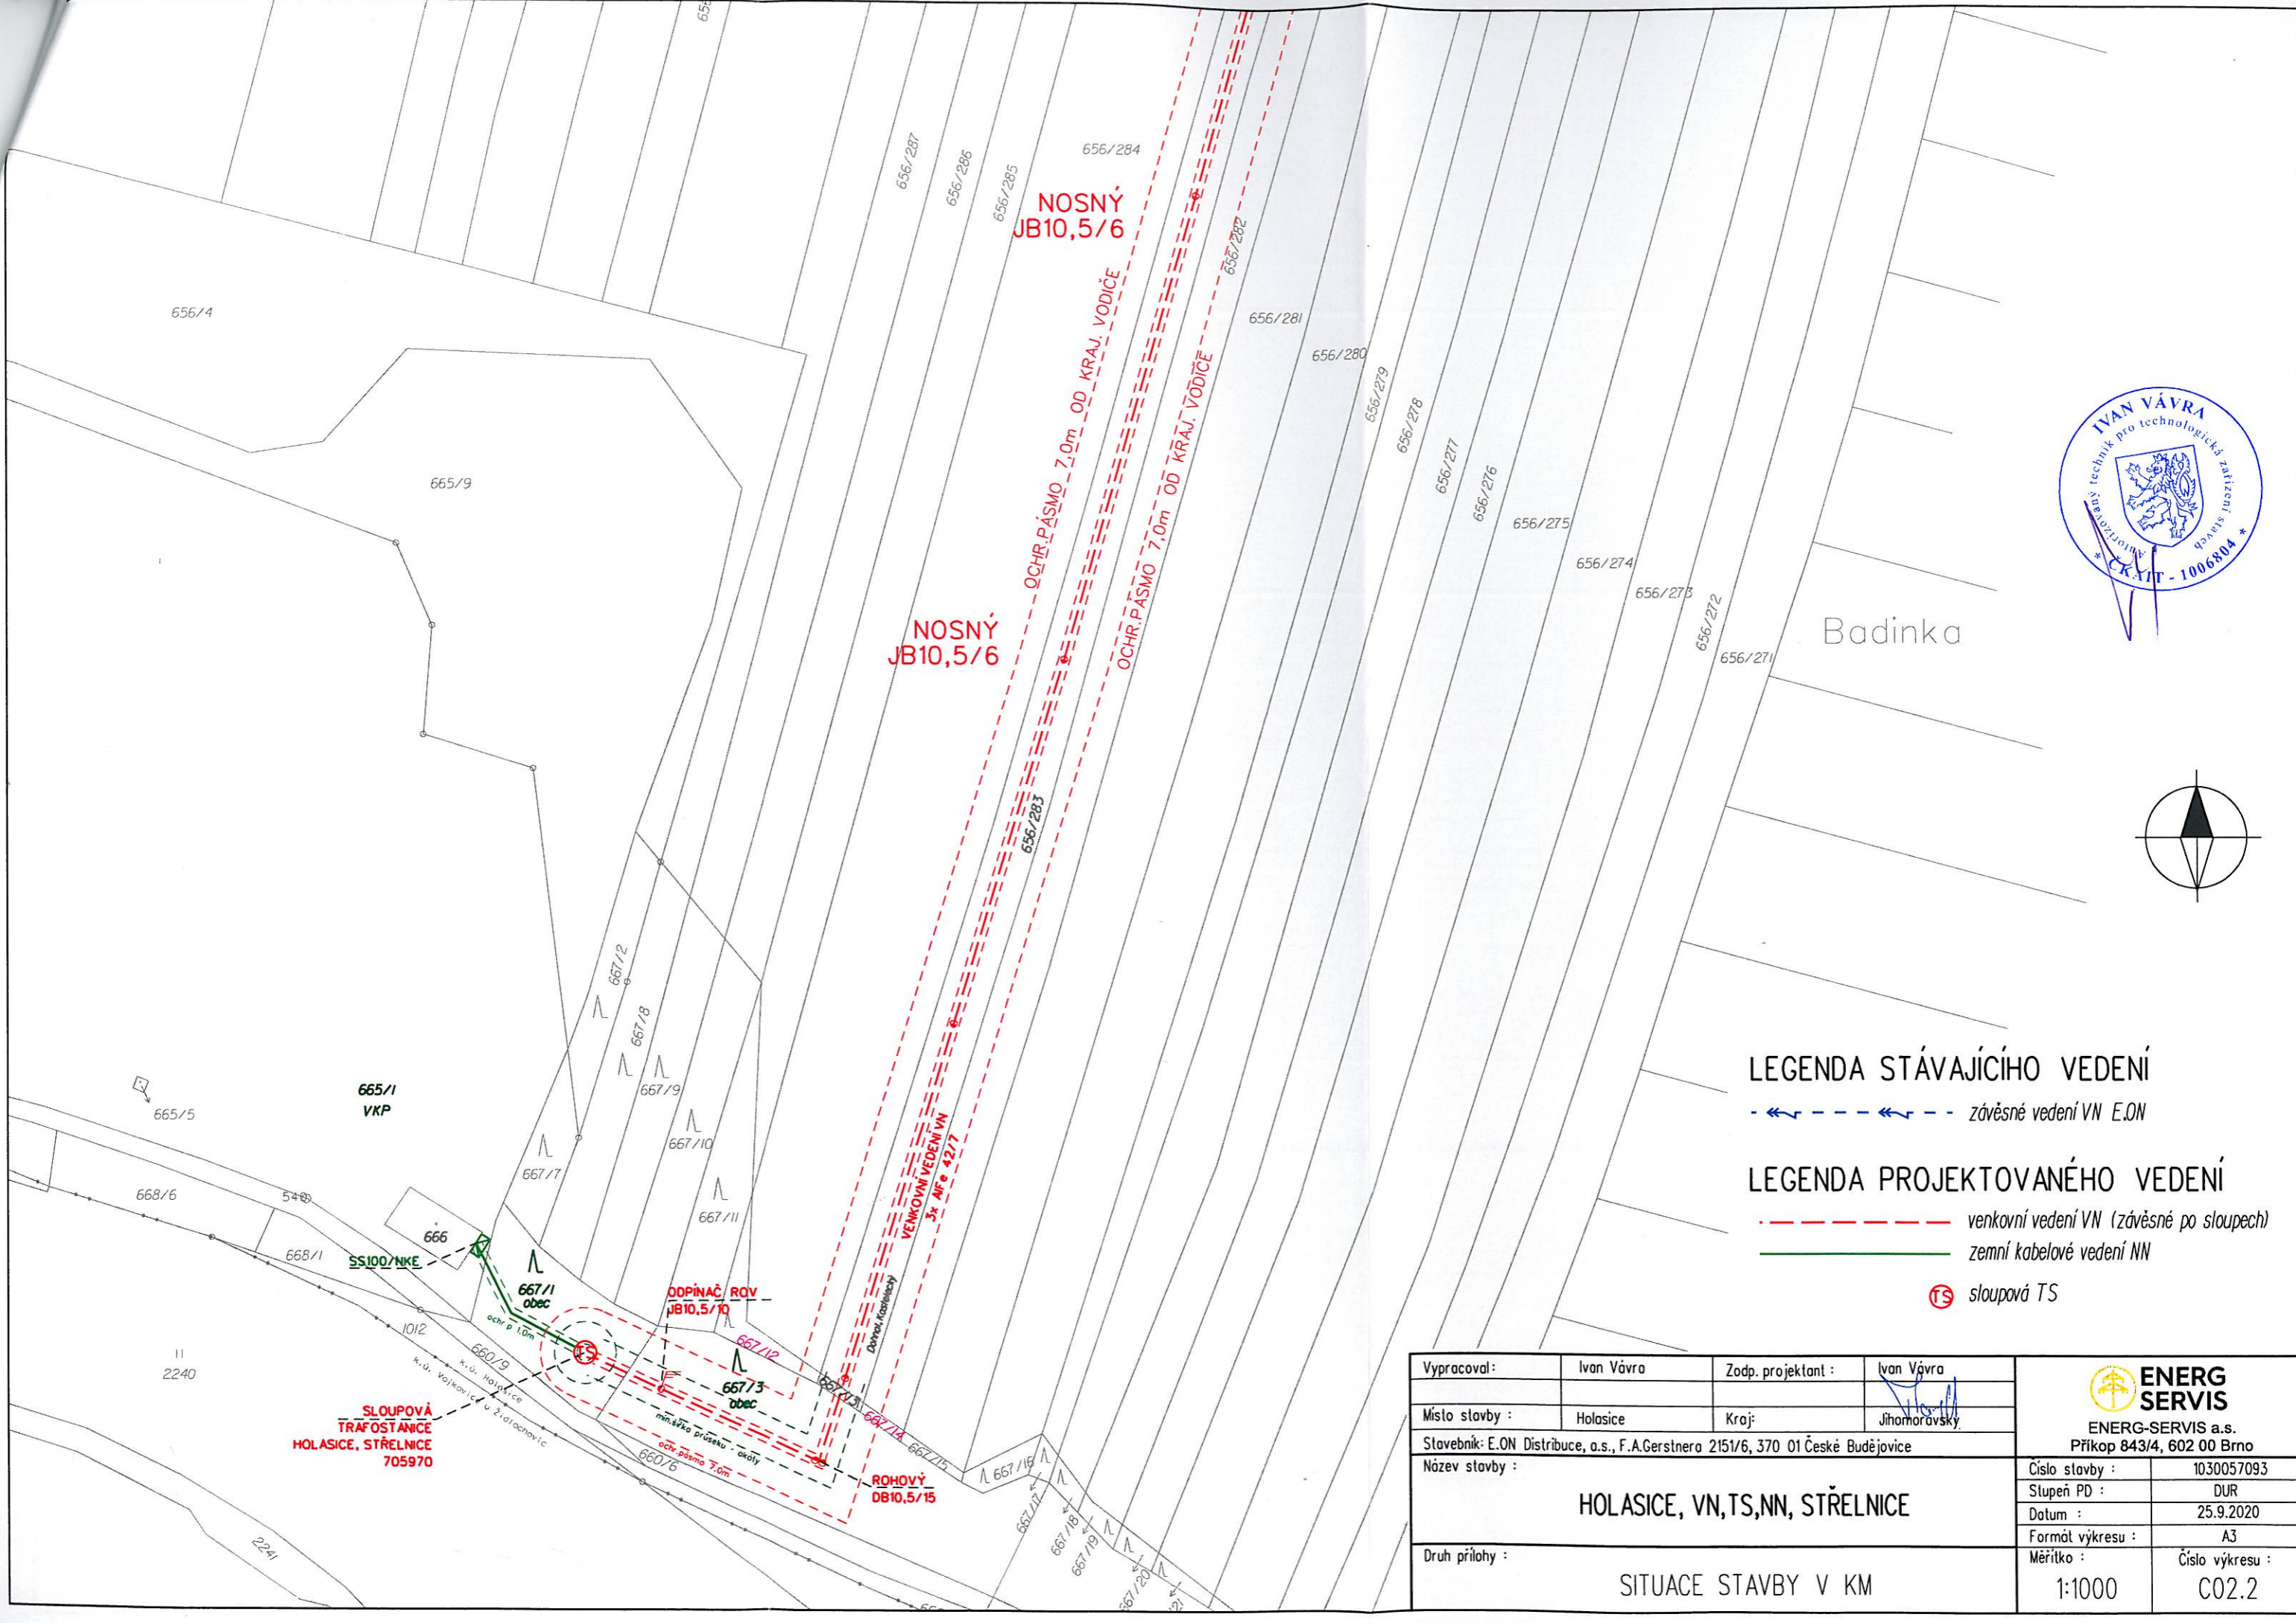 656/287
656/286
656/285
656/284
NOSNÝ
JB10,5/6
656/282
656/4
OCHR.PÁSMO 7,0m OD KRAJ. VODIČE
OCHR.PÁSMO 7,0m OD KRAJ. VODIČE
656/281
656/280
656/279
656/278
656/277
656/276
656/275
656/274
656/273
656/272
656/271
Badinka
IVAN VÁVRA
Autorizovaný technik pro technologická zařízení staveb
* ČKAIT - 1006804 *
665/9
NOSNÝ
JB10,5/6
656/283
667/2
667/8
667/9
667/10
667/7
667/11
665/5
665/1
VKP
668/6
549
668/1
666
SS100/NKE
667/1
obec
ochr p 1,0m
1012
660/9
k.ú. Holasice
k.ú. Vojkovice u Židlochovic
2240
2241
ODPÍNAČ ROV
JB10,5/10
667/12
667/3
obec
TS
min.šířka průseku - okóty
ochr.pásmo 7,0m
660/6
SLOUPOVÁ
TRAFOSTANICE
HOLASICE, STŘELNICE
705970
VENKOVNÍ VEDENÍ VN
3x AlFe 42/7
667/13
667/14
667/15
667/16
667/17
667/18
667/19
667/20
ROHOVÝ
DB10,5/15
LEGENDA STÁVAJÍCÍHO VEDENÍ
závěsné vedení VN E.ON
LEGENDA PROJEKTOVANÉHO VEDENÍ
venkovní vedení VN (závěsné po sloupech)
zemní kabelové vedení NN
TS sloupová TS
Vypracoval: Ivan Vávra Zodp. projektant : Ivan Vávra
Místo stavby : Holasice Kraj: Jihomoravský
Stavebník: E.ON Distribuce, a.s., F.A.Gerstnera 2151/6, 370 01 České Budějovice
Název stavby :
HOLASICE, VN,TS,NN, STŘELNICE
Druh přílohy :
SITUACE STAVBY V KM
ENERG
SERVIS
ENERG-SERVIS a.s.
Příkop 843/4, 602 00 Brno
Číslo stavby : 1030057093
Stupeň PD : DUR
Datum : 25.9.2020
Formát výkresu : A3
Měřítko : Číslo výkresu :
1:1000 C02.2